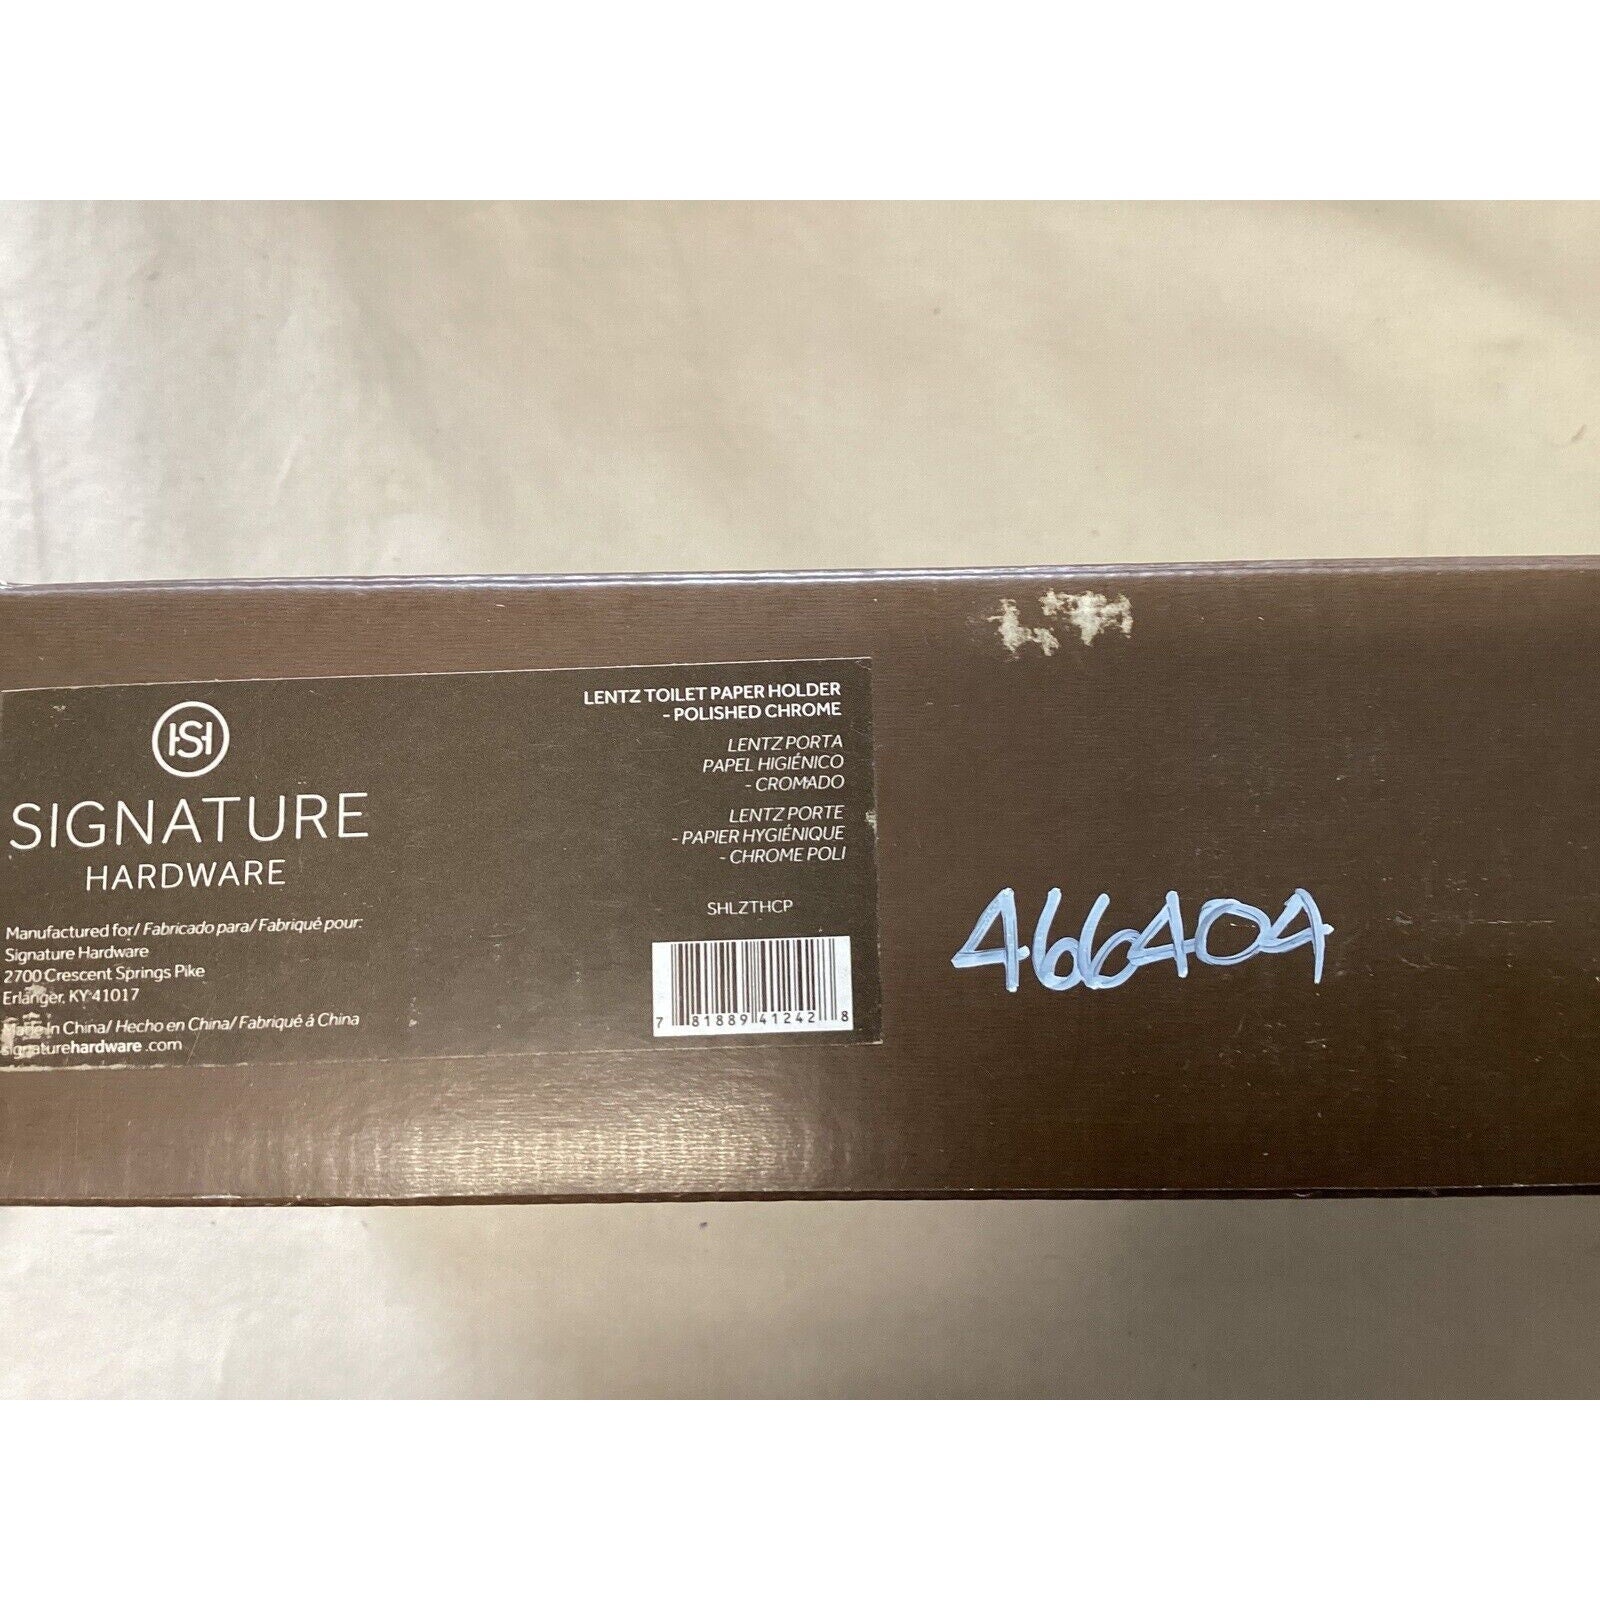 HSH
SIGNATURE
HARDWARE
Manufactured for/ Fabricado para/ Fabriqué pour:
Signature Hardware
2700 Crescent Springs Pike
Erlanger, KY 41017
Made In China/ Hecho en China/ Fabriqué á China
signaturehardware.com
LENTZ TOILET PAPER HOLDER
- POLISHED CHROME
LENTZ PORTA
PAPEL HIGIÉNICO
- CROMADO
LENTZ PORTE
- PAPIER HYGIÉNIQUE
- CHROME POLI
SHLZTHCP
7 81889 41242 8
466404